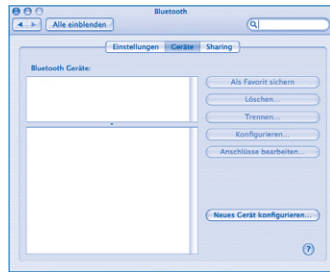 Bluetooth
Alle einblenden
Einstellungen Geräte Sharing
Bluetooth Geräte:
Als Favorit sichern
Löschen...
Trennen...
Konfigurieren...
Anschlüsse bearbeiten...
Neues Gerät konfigurieren...
?